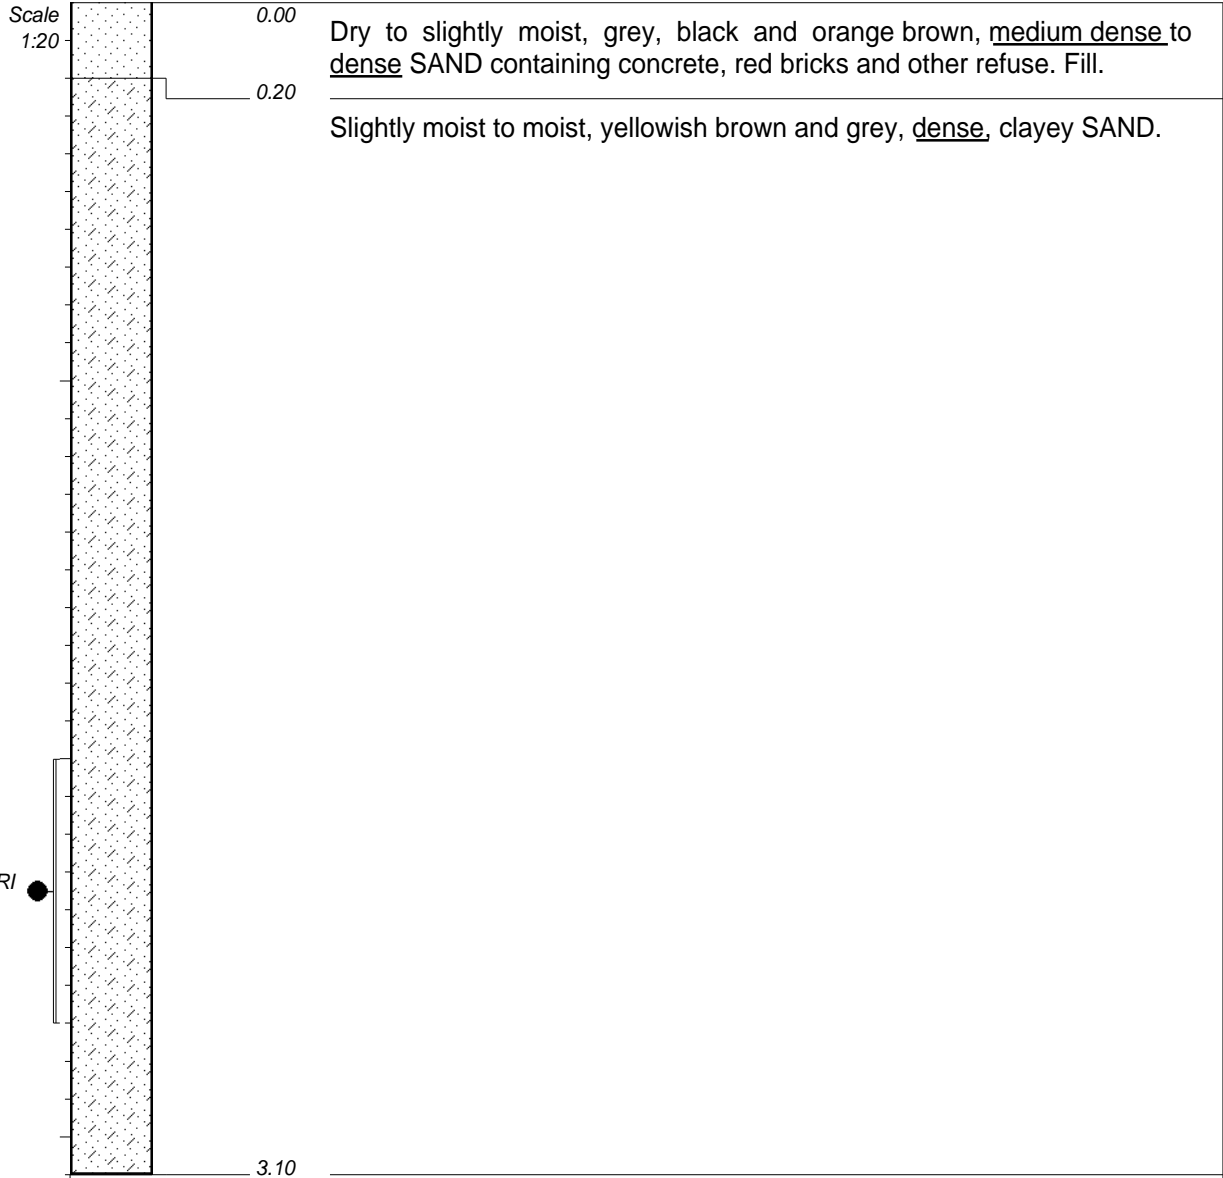 Scale
1:20
0.00
Dry to slightly moist, grey, black and orange brown, medium dense to
dense SAND containing concrete, red bricks and other refuse. Fill.
0.20
Slightly moist to moist, yellowish brown and grey, dense, clayey SAND.
RI
3.10